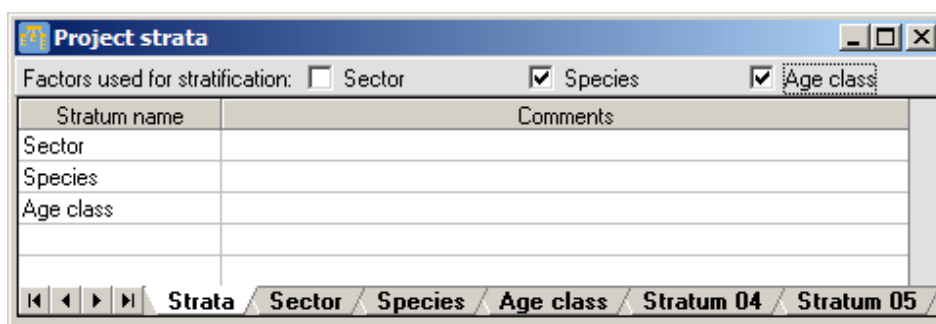 Project strata
Factors used for stratification: Sector Species Age class
Stratum name Comments
Sector
Species
Age class
Strata Sector Species Age class Stratum 04 Stratum 05